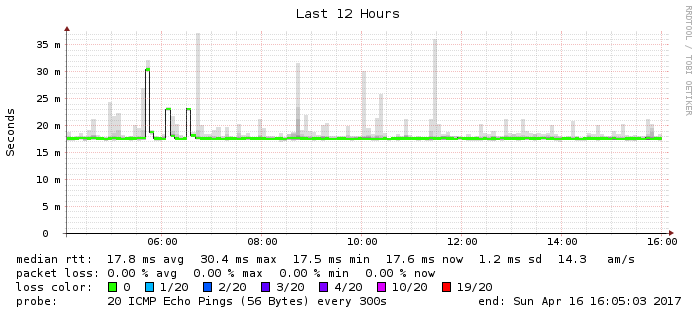 Last 12 Hours
RRDTOOL / TOBI OETIKER
Seconds
35 m
30 m
25 m
20 m
15 m
10 m
5 m
0
06:00 08:00 10:00 12:00 14:00 16:00
median rtt: 17.8 ms avg 30.4 ms max 17.5 ms min 17.6 ms now 1.2 ms sd 14.3 am/s
packet loss: 0.00 % avg 0.00 % max 0.00 % min 0.00 % now
loss color: 0 1/20 2/20 3/20 4/20 10/20 19/20
probe: 20 ICMP Echo Pings (56 Bytes) every 300s end: Sun Apr 16 16:05:03 2017